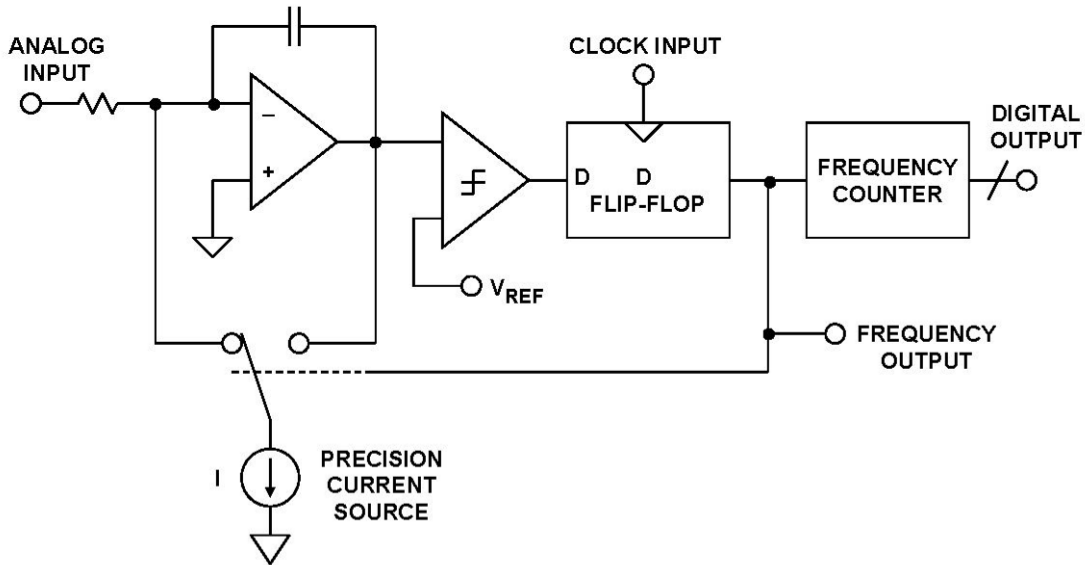 ANALOG
INPUT
CLOCK INPUT
DIGITAL
OUTPUT
−
+
D
D
FLIP-FLOP
FREQUENCY
COUNTER
VREF
FREQUENCY
OUTPUT
I
PRECISION
CURRENT
SOURCE